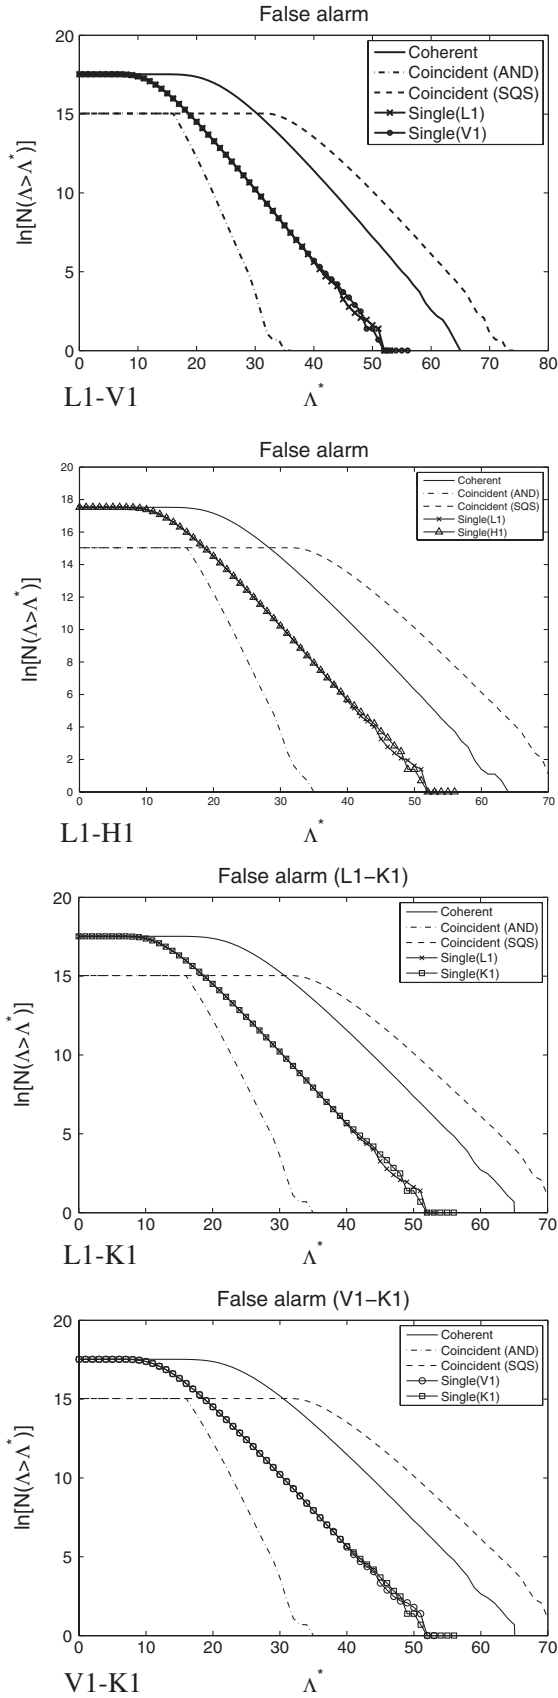 False alarm
20
15
10
5
0
ln[N(Λ>Λ*)]
Coherent
Coincident (AND)
Coincident (SQS)
Single(L1)
Single(V1)
0 10 20 30 40 50 60 70 80
L1-V1 Λ*
False alarm
20
18
16
14
12
10
8
6
4
2
0
ln[N(Λ>Λ*)]
Coherent
Coincident (AND)
Coincident (SQS)
Single(L1)
Single(H1)
0 10 20 30 40 50 60 70
L1-H1 Λ*
False alarm (L1−K1)
20
15
10
5
0
ln[N(Λ>Λ*)]
Coherent
Coincident (AND)
Coincident (SQS)
Single(L1)
Single(K1)
0 10 20 30 40 50 60 70
L1-K1 Λ*
False alarm (V1−K1)
20
15
10
5
0
ln[N(Λ>Λ*)]
Coherent
Coincident (AND)
Coincident (SQS)
Single(V1)
Single(K1)
0 10 20 30 40 50 60 70
V1-K1 Λ*